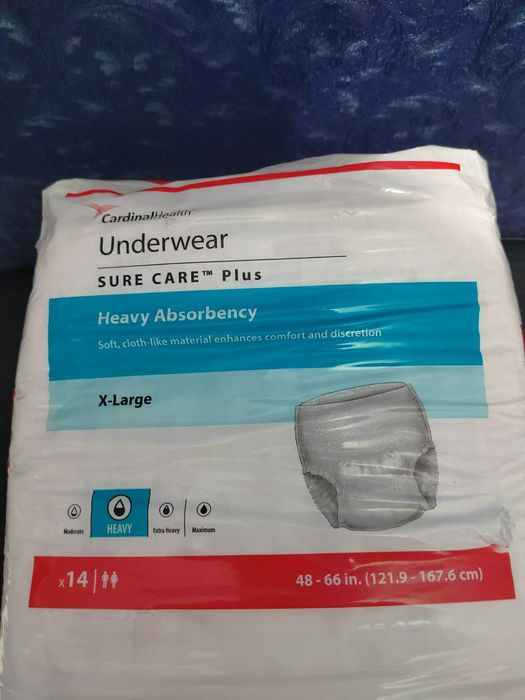 CardinalHealth™
Underwear
SURE CARE™ Plus
Heavy Absorbency
Soft, cloth-like material enhances comfort and discretion
X-Large
Moderate HEAVY Extra Heavy Maximum
x14 48 - 66 in. (121.9 - 167.6 cm)